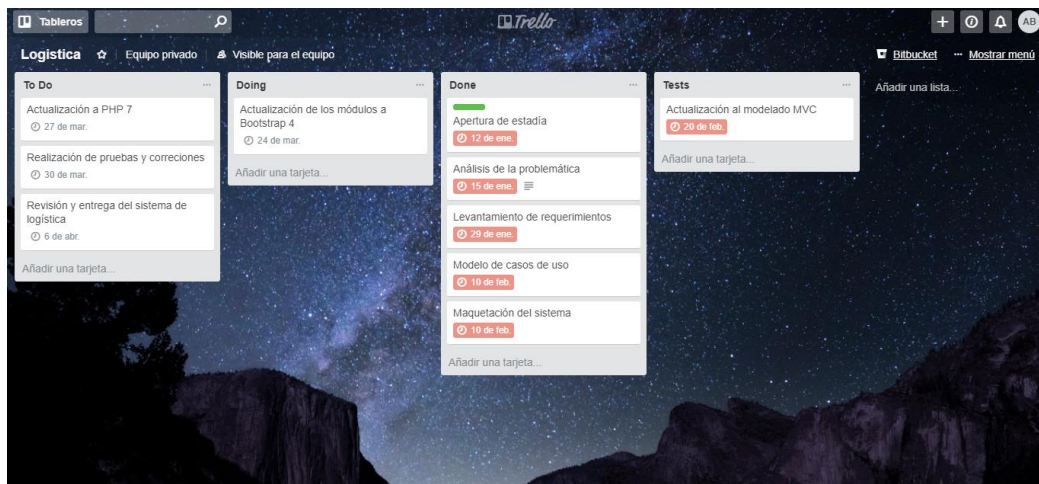 Tableros
Trello
AB
Logistica
Equipo privado
Visible para el equipo
Bitbucket
... Mostrar menú
To Do
...
Actualización a PHP 7
27 de mar.
Realización de pruebas y correciones
30 de mar.
Revisión y entrega del sistema de
logística
6 de abr.
Añadir una tarjeta...
Doing
...
Actualización de los módulos a
Bootstrap 4
24 de mar.
Añadir una tarjeta...
Done
...
Apertura de estadía
12 de ene.
Análisis de la problemática
15 de ene.
Levantamiento de requerimientos
29 de ene.
Modelo de casos de uso
10 de feb.
Maquetación del sistema
10 de feb.
Añadir una tarjeta...
Tests
...
Actualización al modelado MVC
20 de feb.
Añadir una tarjeta...
Añadir una lista...